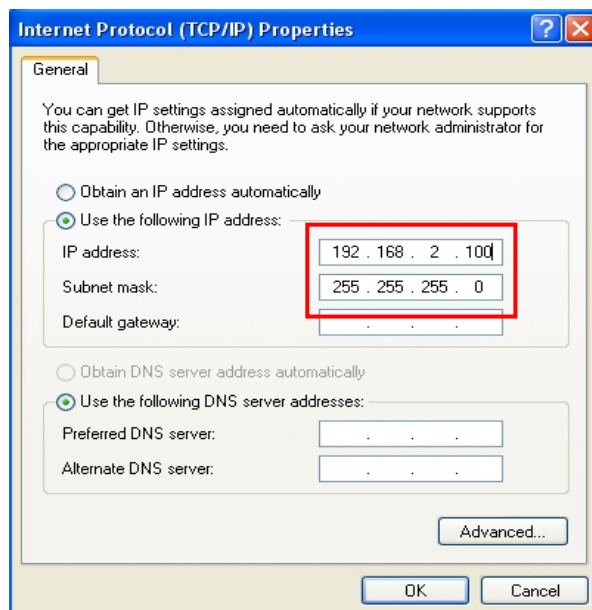 Internet Protocol (TCP/IP) Properties
General
You can get IP settings assigned automatically if your network supports
this capability. Otherwise, you need to ask your network administrator for
the appropriate IP settings.
Obtain an IP address automatically
Use the following IP address:
IP address: 192 . 168 . 2 . 100
Subnet mask: 255 . 255 . 255 . 0
Default gateway: . . .
Obtain DNS server address automatically
Use the following DNS server addresses:
Preferred DNS server: . . .
Alternate DNS server: . . .
Advanced...
OK Cancel